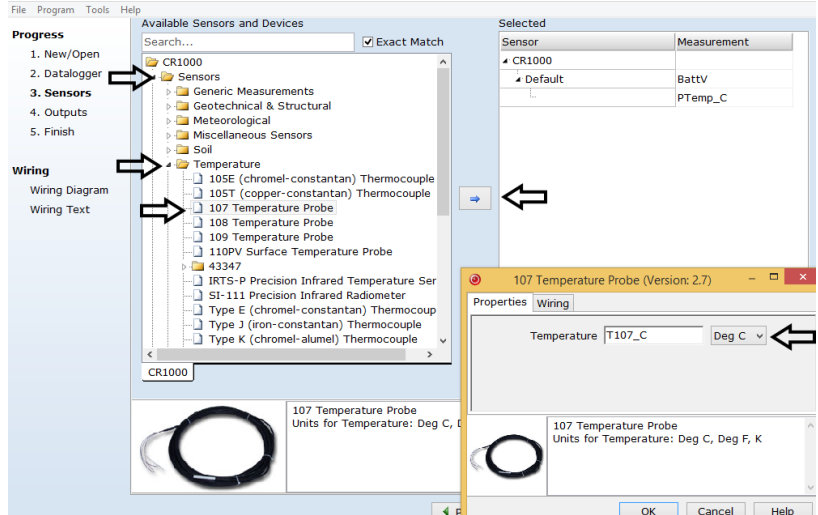 File Program Tools Help
Progress
1. New/Open
2. Datalogger
3. Sensors
4. Outputs
5. Finish
Wiring
Wiring Diagram
Wiring Text
Available Sensors and Devices
Search...
Exact Match
CR1000
Sensors
Generic Measurements
Geotechnical & Structural
Meteorological
Miscellaneous Sensors
Soil
Temperature
105E (chromel-constantan) Thermocouple
105T (copper-constantan) Thermocouple
107 Temperature Probe
108 Temperature Probe
109 Temperature Probe
110PV Surface Temperature Probe
43347
IRTS-P Precision Infrared Temperature Ser
SI-111 Precision Infrared Radiometer
Type E (chromel-constantan) Thermocoup
Type J (iron-constantan) Thermocouple
Type K (chromel-alumel) Thermocouple
CR1000
107 Temperature Probe
Units for Temperature: Deg C,
Selected
Sensor Measurement
CR1000
Default BattV
PTemp_C
107 Temperature Probe (Version: 2.7)
Properties Wiring
Temperature T107_C Deg C
107 Temperature Probe
Units for Temperature: Deg C, Deg F, K
OK Cancel Help